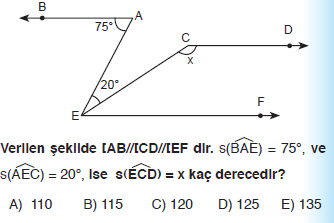 B
A
75°
C
D
x
20°
E
F
Verilen şekilde [AB//[CD//[EF dir. s(BAE) = 75°, ve
s(AEC) = 20°, ise s(ECD) = x kaç derecedir?
A) 110 B) 115 C) 120 D) 125 E) 135